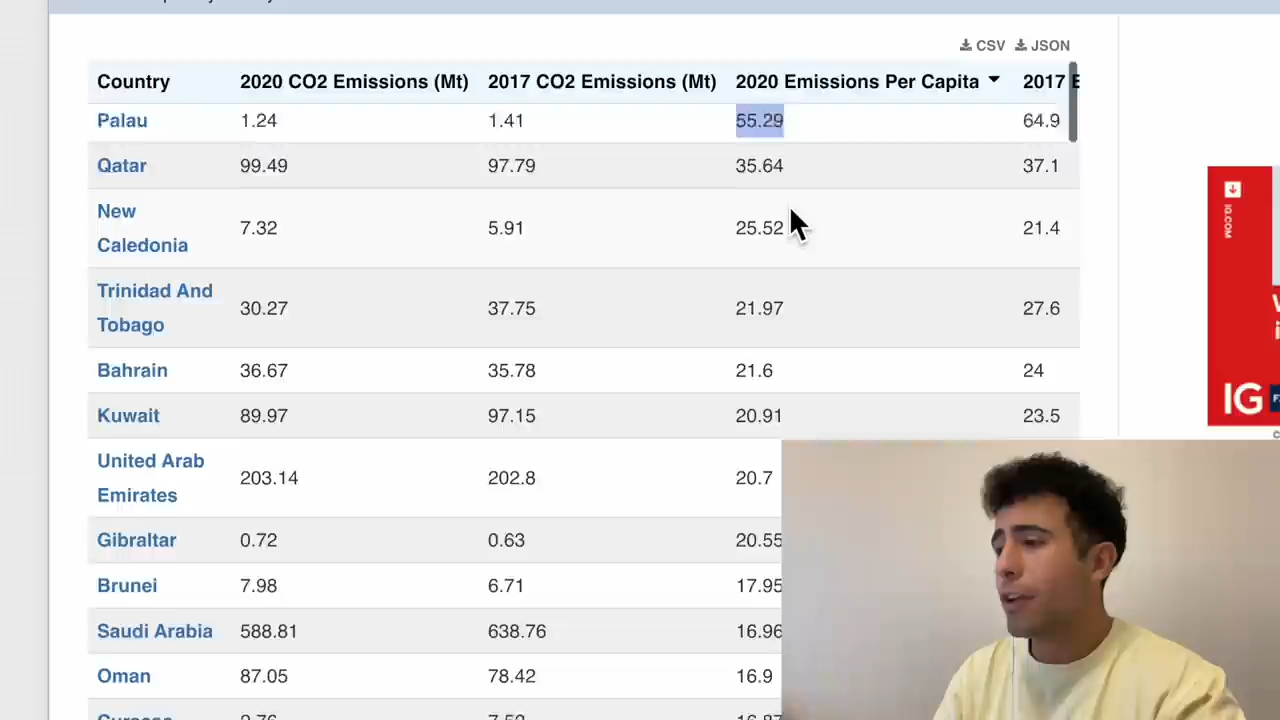 CSV JSON
Country 2020 CO2 Emissions (Mt) 2017 CO2 Emissions (Mt) 2020 Emissions Per Capita 2017 E
Palau 1.24 1.41 55.29 64.9
Qatar 99.49 97.79 35.64 37.1
New
Caledonia 7.32 5.91 25.52 21.4
Trinidad And
Tobago 30.27 37.75 21.97 27.6
Bahrain 36.67 35.78 21.6 24
Kuwait 89.97 97.15 20.91 23.5
United Arab
Emirates 203.14 202.8 20.7
Gibraltar 0.72 0.63 20.55
Brunei 7.98 6.71 17.95
Saudi Arabia 588.81 638.76 16.96
Oman 87.05 78.42 16.9
IG.COM
IG